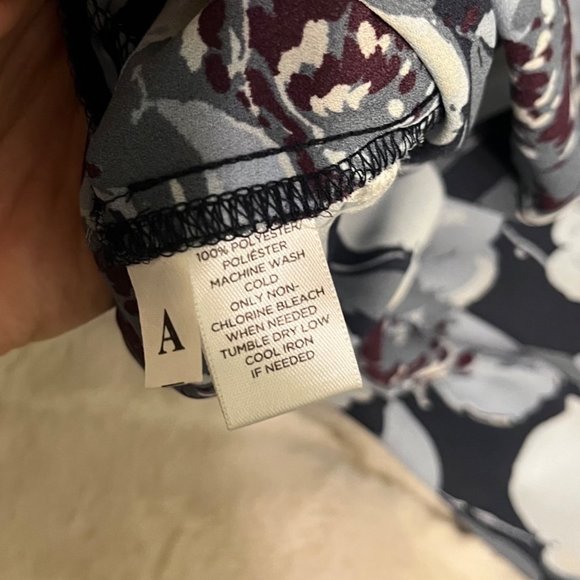 A
100% POLYESTER/
POLIÉSTER
MACHINE WASH
COLD
ONLY NON-
CHLORINE BLEACH
WHEN NEEDED
TUMBLE DRY LOW
COOL IRON
IF NEEDED